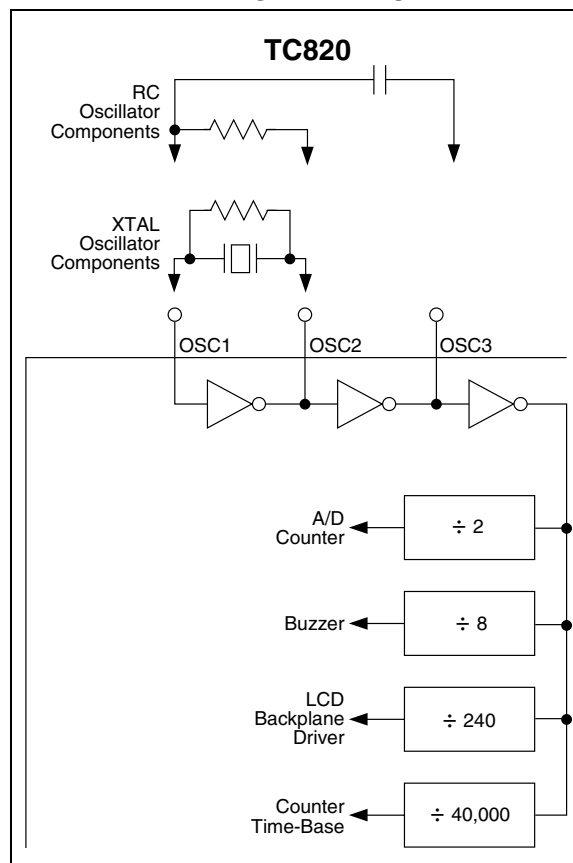 TC820
RC
Oscillator
Components
XTAL
Oscillator
Components
OSC1 OSC2 OSC3
A/D
Counter
÷ 2
Buzzer
÷ 8
LCD
Backplane
Driver
÷ 240
Counter
Time-Base
÷ 40,000